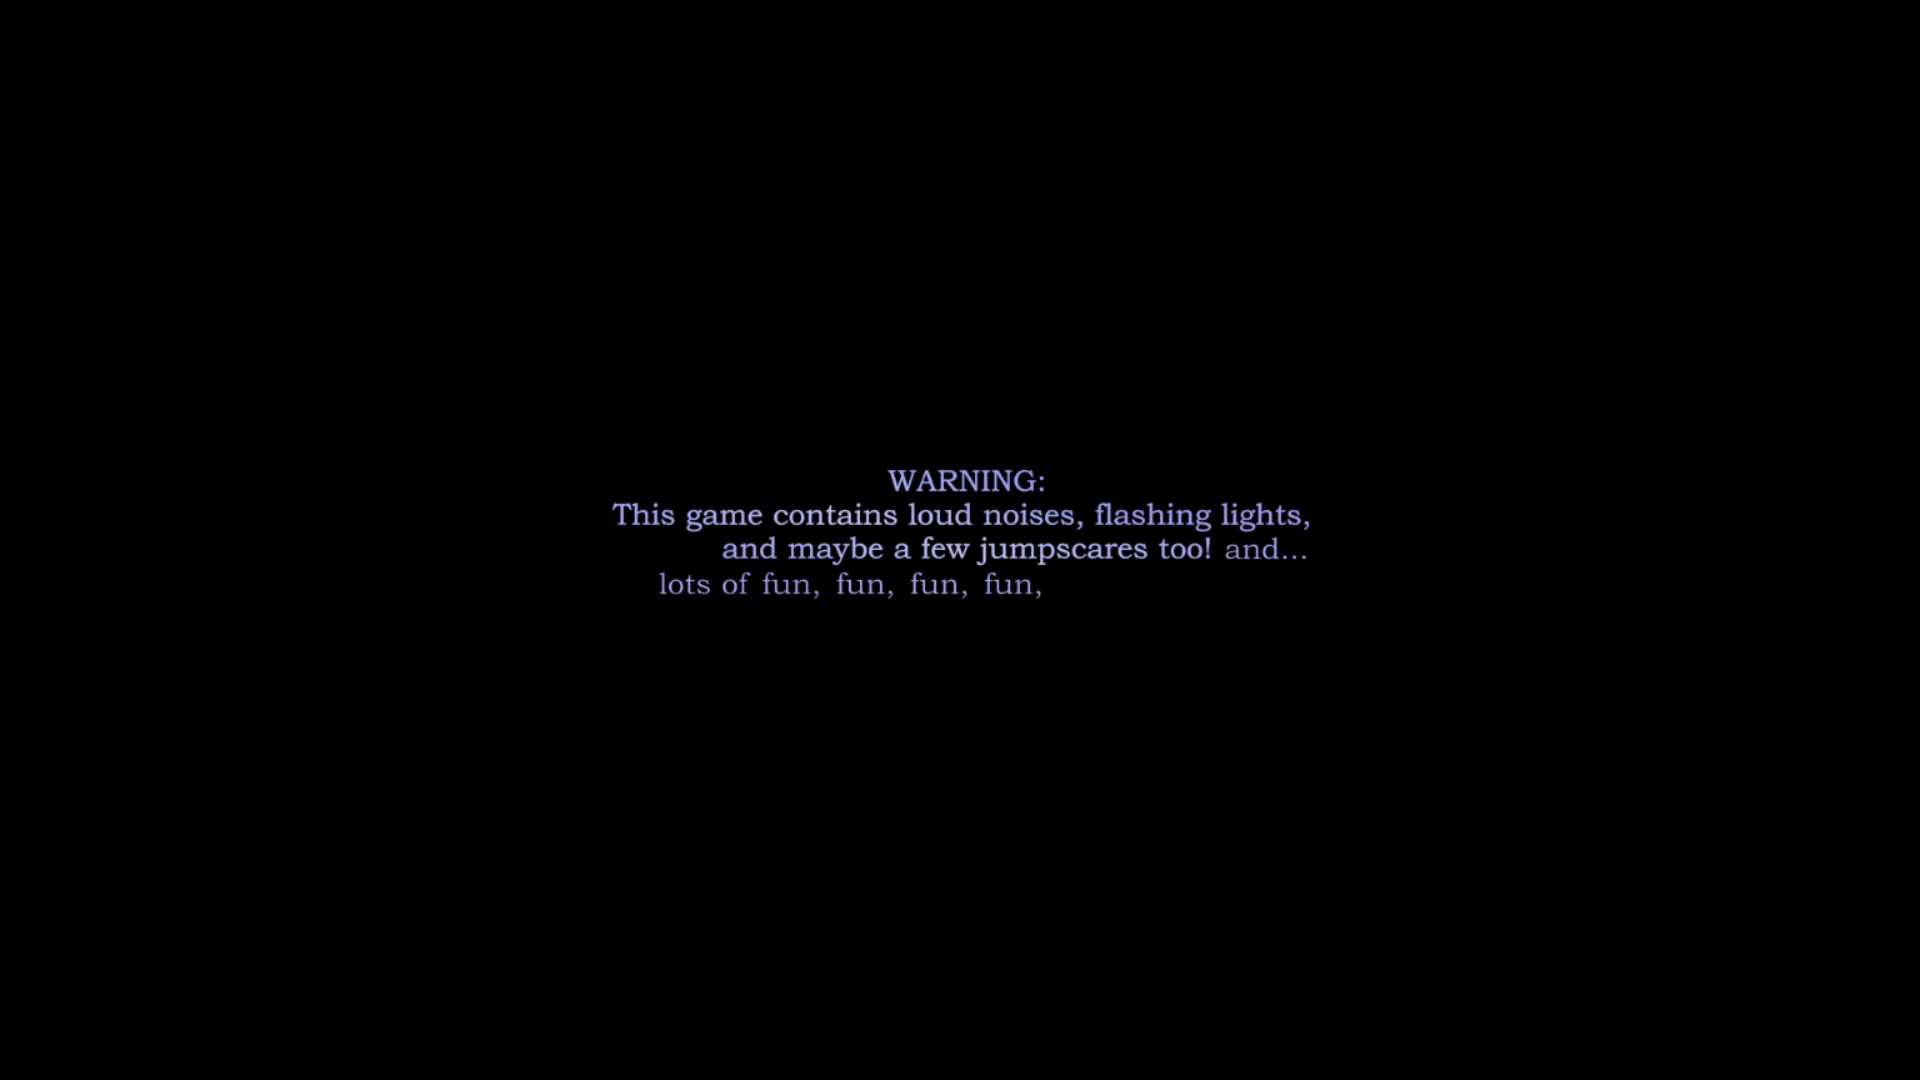 WARNING:
This game contains loud noises, flashing lights,
and maybe a few jumpscares too! and...
lots of fun, fun, fun, fun,